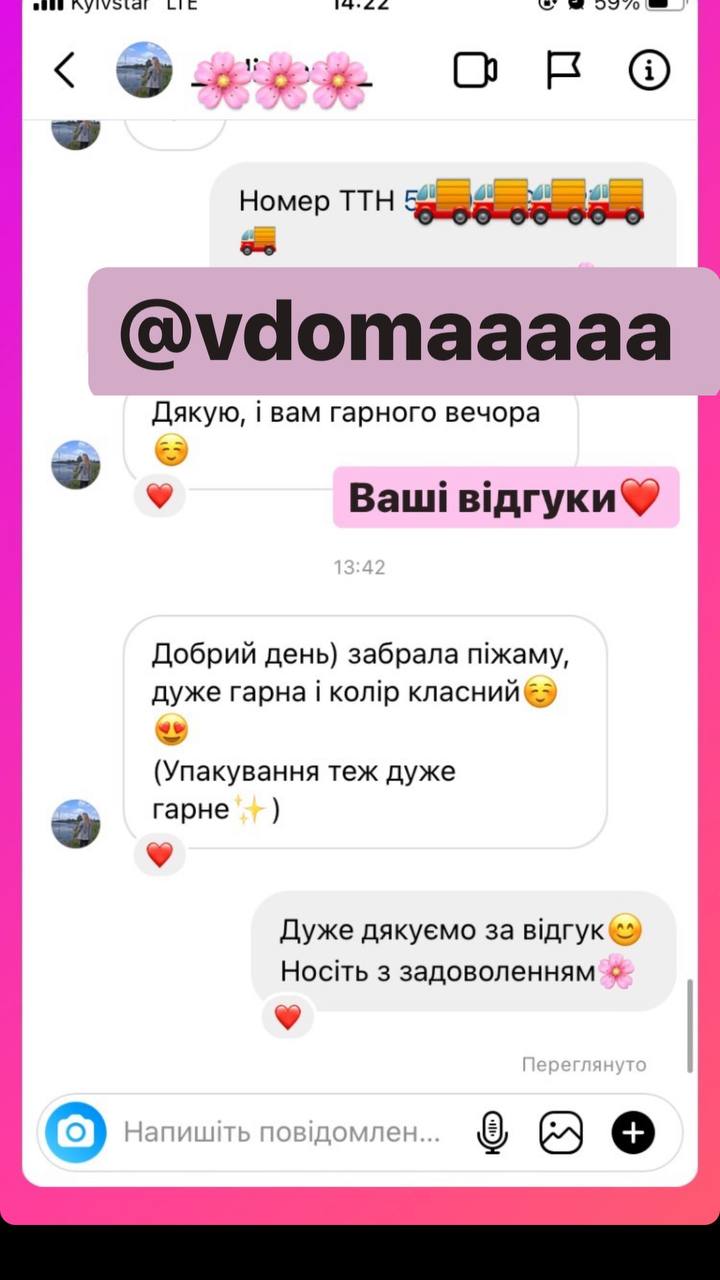 Kyivstar LTE 14:22 59%
Номер ТТН 5
@vdomaaaaa
Дякую, і вам гарного вечора
☺️
❤️
Ваші відгуки❤️
13:42
Добрий день) забрала піжаму,
дуже гарна і колір класний☺️
😍
(Упакування теж дуже
гарне✨)
❤️
Дуже дякуємо за відгук😊
Носіть з задоволенням🌸
❤️
Переглянуто
Напишіть повідомлен...